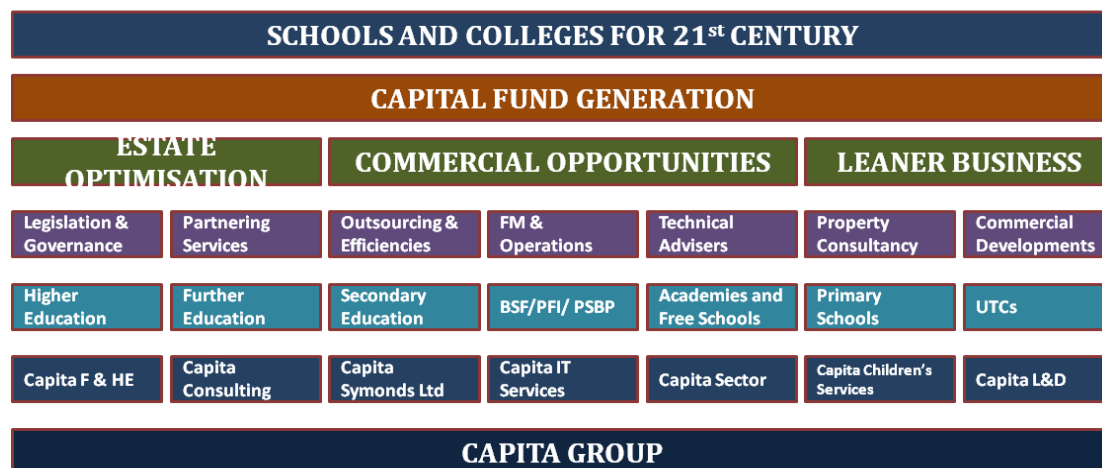 SCHOOLS AND COLLEGES FOR 21st CENTURY
CAPITAL FUND GENERATION
ESTATE
OPTIMISATION
COMMERCIAL OPPORTUNITIES
LEANER BUSINESS
Legislation &
Governance
Partnering
Services
Outsourcing &
Efficiencies
FM &
Operations
Technical
Advisers
Property
Consultancy
Commercial
Developments
Higher
Education
Further
Education
Secondary
Education
BSF/PFI/ PSBP
Academies and
Free Schools
Primary
Schools
UTCs
Capita F & HE
Capita
Consulting
Capita
Symonds Ltd
Capita IT
Services
Capita Sector
Capita Children's
Services
Capita L&D
CAPITA GROUP